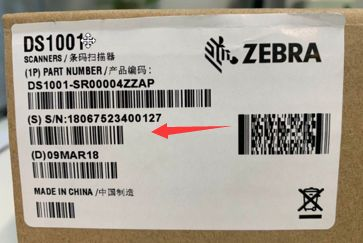 DS1001
ZEBRA
SCANNERS / 条码扫描器
(1P) PART NUMBER / 产品编码:
DS1001-SR00004ZZAP
(S) S/N:18067523400127
(D)09MAR18
MADE IN CHINA /中国制造